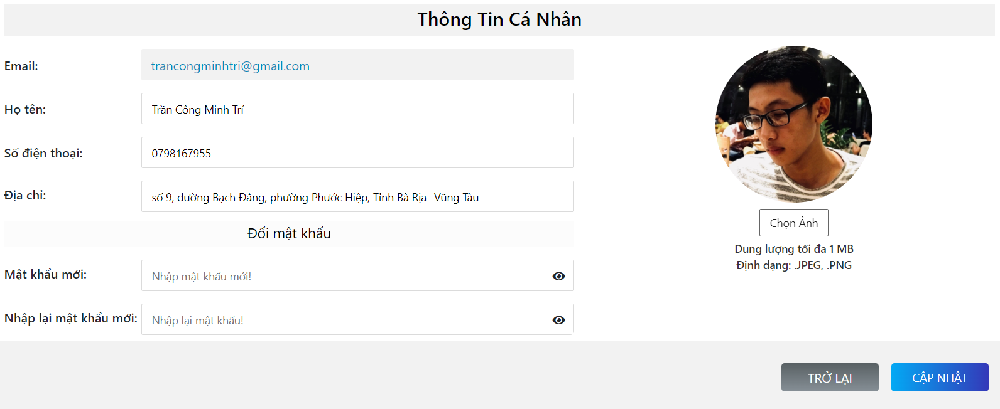 Thông Tin Cá Nhân
Email:
trancongminhtri@gmail.com
Họ tên:
Trần Công Minh Trí
Số điện thoại:
0798167955
Địa chỉ:
số 9, đường Bạch Đằng, phường Phước Hiệp, Tỉnh Bà Rịa -Vũng Tàu
Đổi mật khẩu
Mật khẩu mới:
Nhập mật khẩu mới!
Nhập lại mật khẩu mới:
Nhập lại mật khẩu!
Chọn Ảnh
Dung lượng tối đa 1 MB
Định dạng: .JPEG, .PNG
TRỞ LẠI
CẬP NHẬT